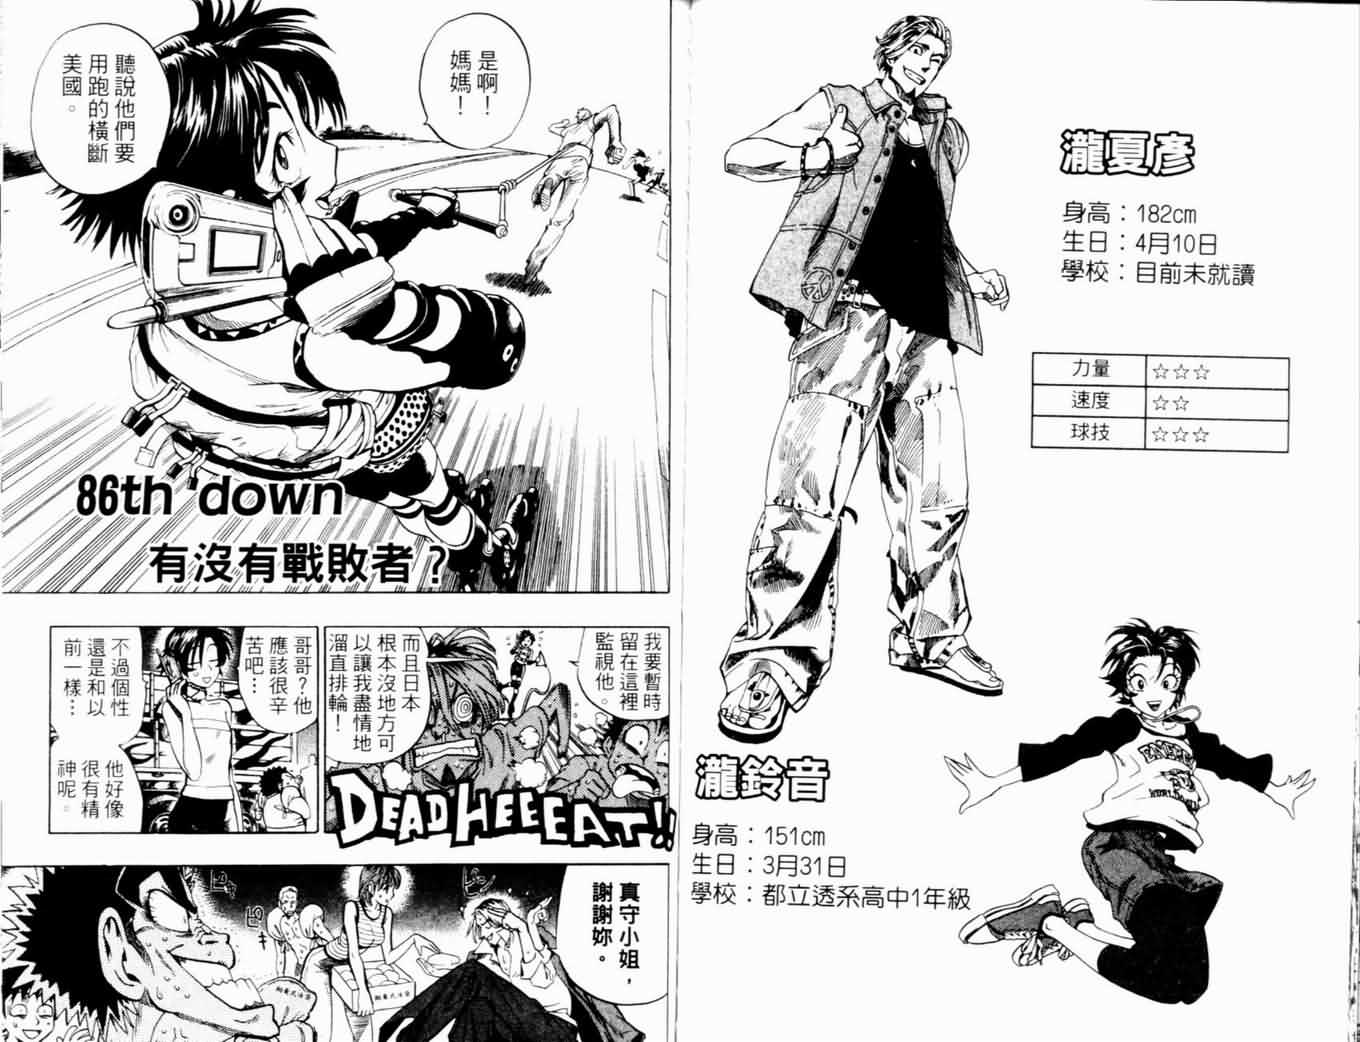 瀧夏彥
身高：182cm
生日：4月10日
學校：目前未就讀
力量 ☆☆☆
速度 ☆☆
球技 ☆☆☆
瀧鈴音
身高：151cm
生日：3月31日
學校：都立透系高中1年級
是啊！
媽媽！
聽說他們要
用跑的橫斷
美國。
86th down
有沒有戰敗者？
我要暫時
留在這裡
監視他。
而且日本
根本沒地方可
以讓我盡情地
溜直排輪！
DEAD HEEEEAT!!
哥哥？他
應該很辛
苦吧…
不過個性
還是和以
前一樣…
他好像
很有精
神呢。
真守小姐，
謝謝妳。